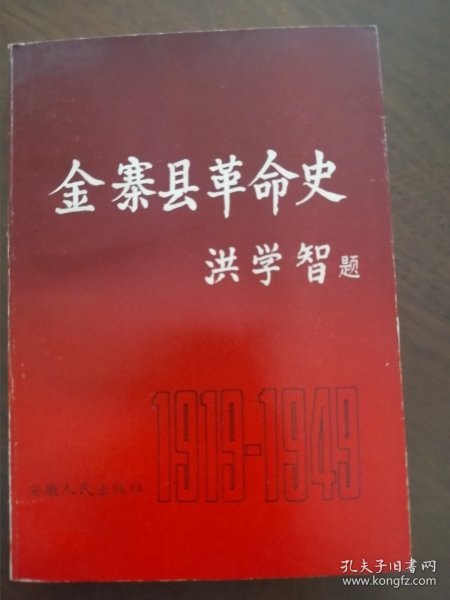 金寨县革命史
洪学智题
1919-1949
安徽人民出版社
孔夫子旧书网
www.kongfz.com